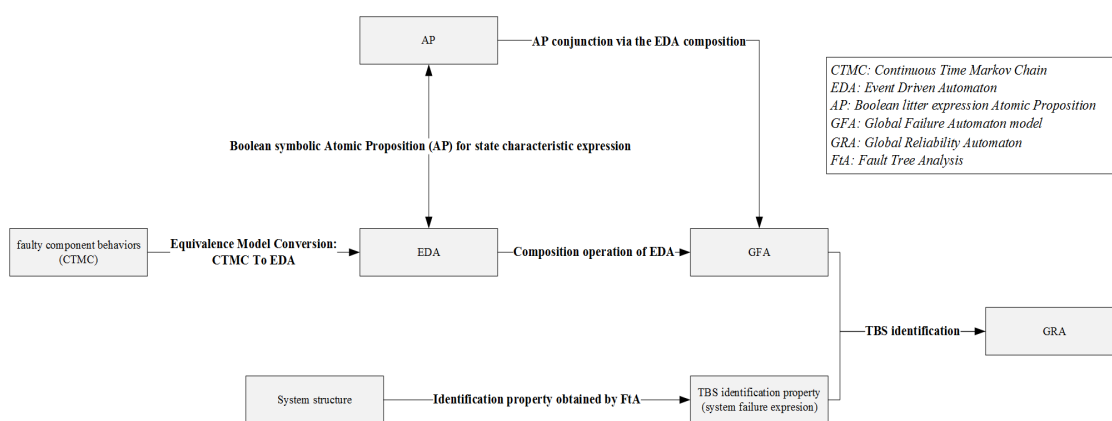 AP
AP conjunction via the EDA composition
CTMC: Continuous Time Markov Chain
EDA: Event Driven Automaton
AP: Boolean litter expression Atomic Proposition
GFA: Global Failure Automaton model
GRA: Global Reliability Automaton
FtA: Fault Tree Analysis
Boolean symbolic Atomic Proposition (AP) for state characteristic expression
faulty component behaviors
(CTMC)
Equivalence Model Conversion:
CTMC To EDA
EDA
Composition operation of EDA
GFA
TBS identification
GRA
System structure
Identification property obtained by FtA
TBS identification property
(system failure expresion)